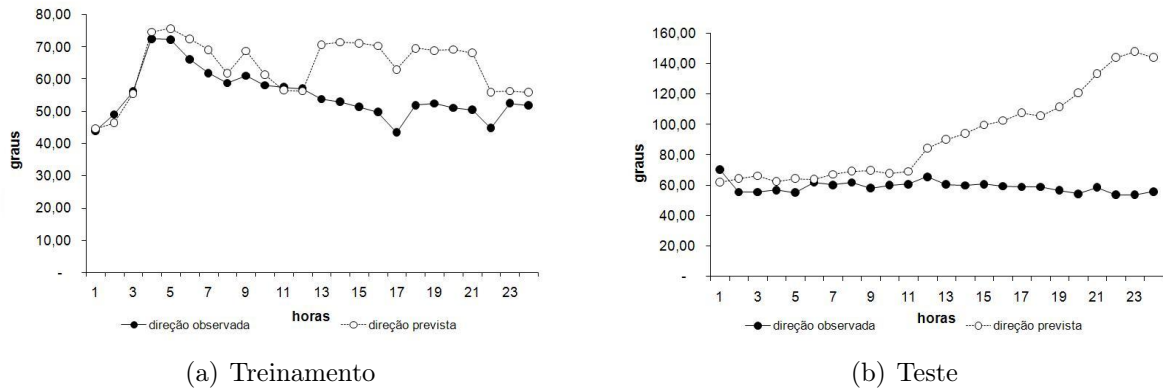 80,00
70,00
60,00
50,00
40,00
30,00
20,00
10,00
-
graus
1 3 5 7 9 11 13 15 17 19 21 23
horas
direção observada direção prevista
(a) Treinamento
160,00
140,00
120,00
100,00
80,00
60,00
40,00
20,00
-
graus
1 3 5 7 9 11 13 15 17 19 21 23
horas
direção observada direção prevista
(b) Teste